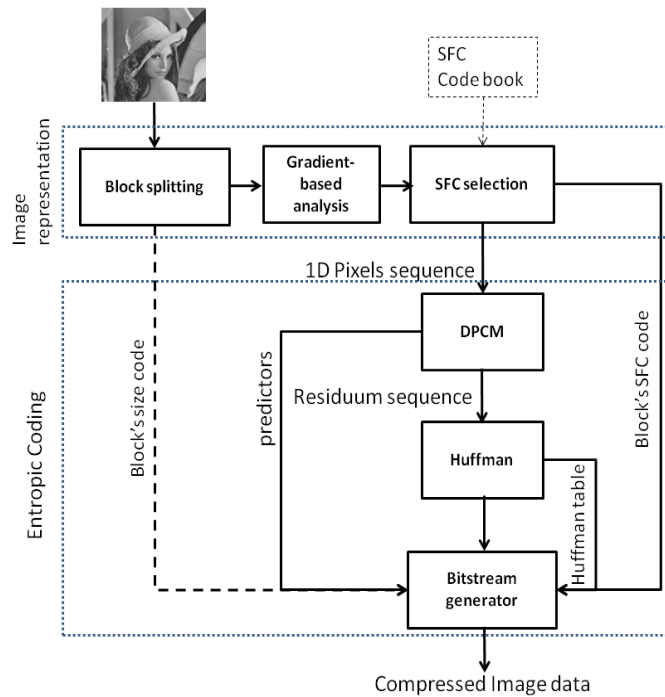 SFC
Code book
Image
representation
Block splitting
Gradient-
based
analysis
SFC selection
1D Pixels sequence
Entropic Coding
Block's size code
predictors
DPCM
Residuum sequence
Huffman
Huffman table
Block's SFC code
Bitstream
generator
Compressed Image data